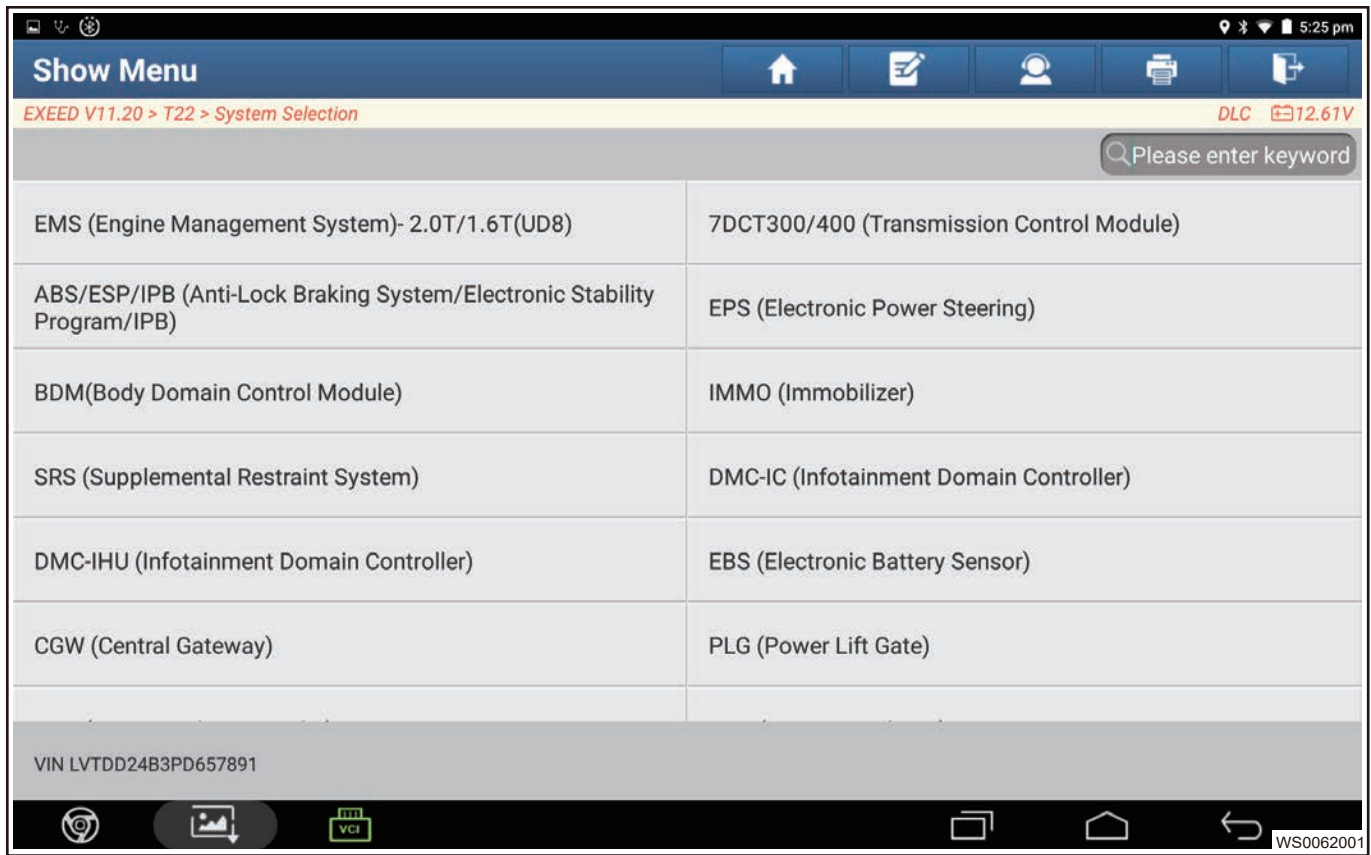 5:25 pm
Show Menu
EXEED V11.20 > T22 > System Selection
DLC 12.61V
Please enter keyword
EMS (Engine Management System)- 2.0T/1.6T(UD8)
7DCT300/400 (Transmission Control Module)
ABS/ESP/IPB (Anti-Lock Braking System/Electronic Stability
Program/IPB)
EPS (Electronic Power Steering)
BDM(Body Domain Control Module)
IMMO (Immobilizer)
SRS (Supplemental Restraint System)
DMC-IC (Infotainment Domain Controller)
DMC-IHU (Infotainment Domain Controller)
EBS (Electronic Battery Sensor)
CGW (Central Gateway)
PLG (Power Lift Gate)
VIN LVTDD24B3PD657891
VCI
WS0062001